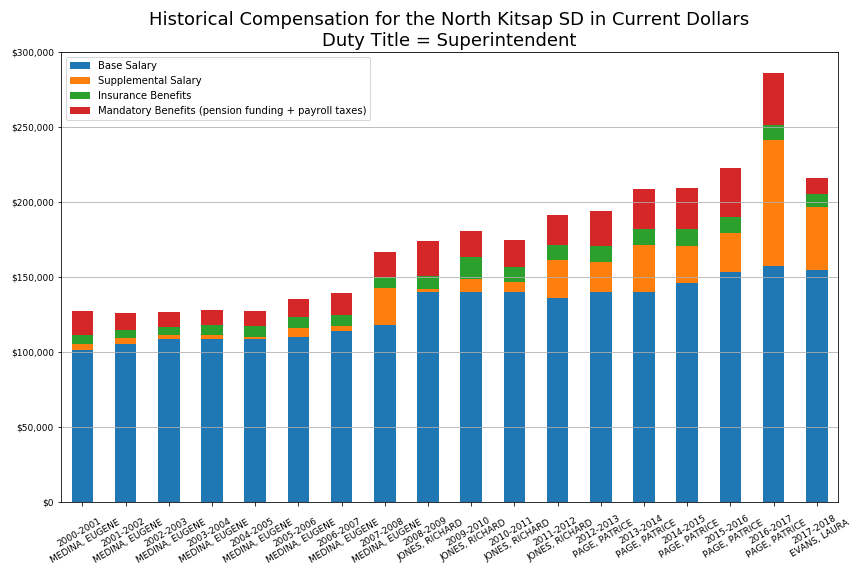 Historical Compensation for the North Kitsap SD in Current Dollars
Duty Title = Superintendent
$300,000
$250,000
$200,000
$150,000
$100,000
$50,000
$0
Base Salary
Supplemental Salary
Insurance Benefits
Mandatory Benefits (pension funding + payroll taxes)
2000-2001
MEDINA, EUGENE
2001-2002
MEDINA, EUGENE
2002-2003
MEDINA, EUGENE
2003-2004
MEDINA, EUGENE
2004-2005
MEDINA, EUGENE
2005-2006
MEDINA, EUGENE
2006-2007
MEDINA, EUGENE
2007-2008
MEDINA, EUGENE
2008-2009
JONES, RICHARD
2009-2010
JONES, RICHARD
2010-2011
JONES, RICHARD
2011-2012
JONES, RICHARD
2012-2013
PAGE, PATRICE
2013-2014
PAGE, PATRICE
2014-2015
PAGE, PATRICE
2015-2016
PAGE, PATRICE
2016-2017
PAGE, PATRICE
2017-2018
EVANS, LAURA